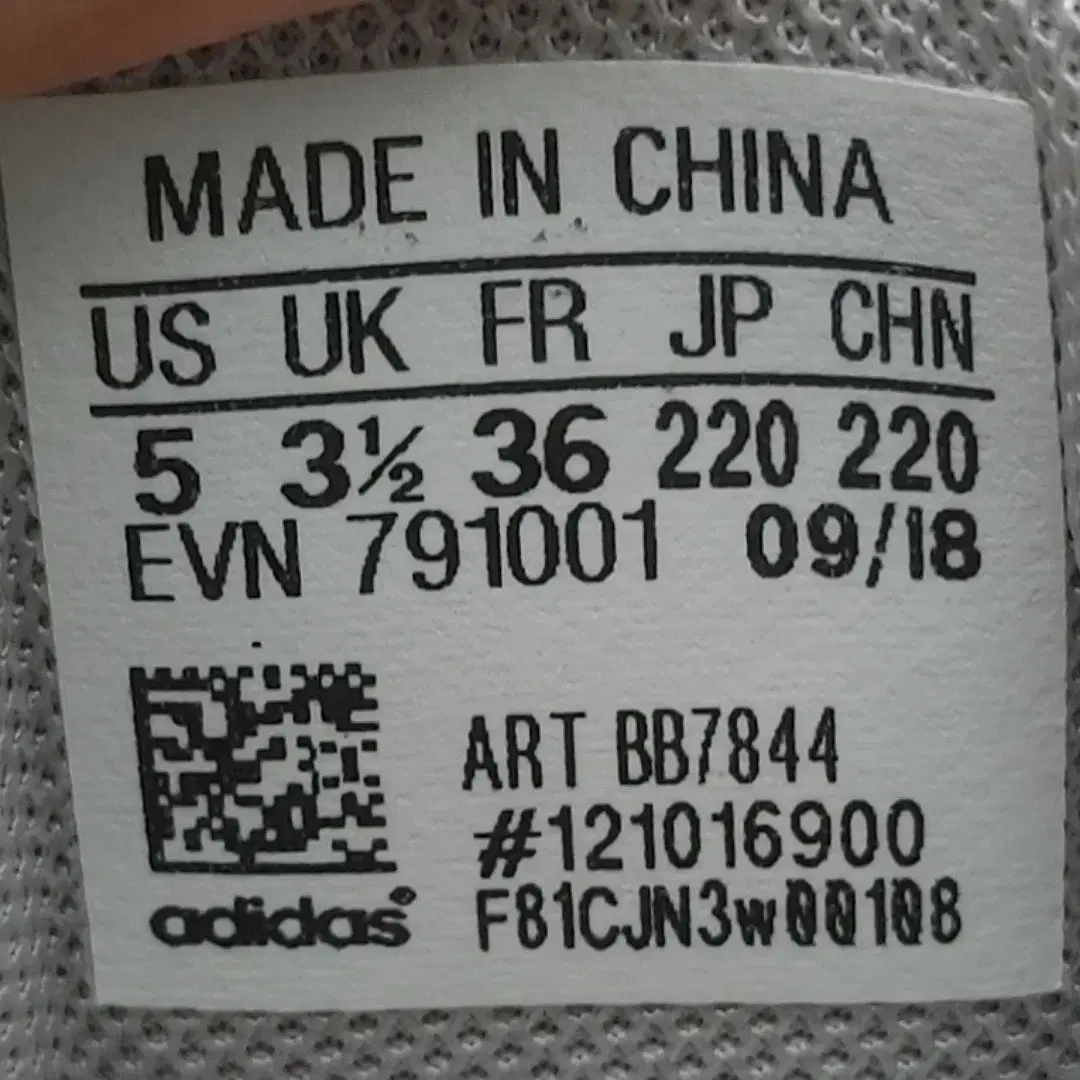 MADE IN CHINA
US UK FR JP CHN
5 3½ 36 220 220
EVN 791001 09/18
ART BB7844
#121016900
adidas® F81CJN3w00108